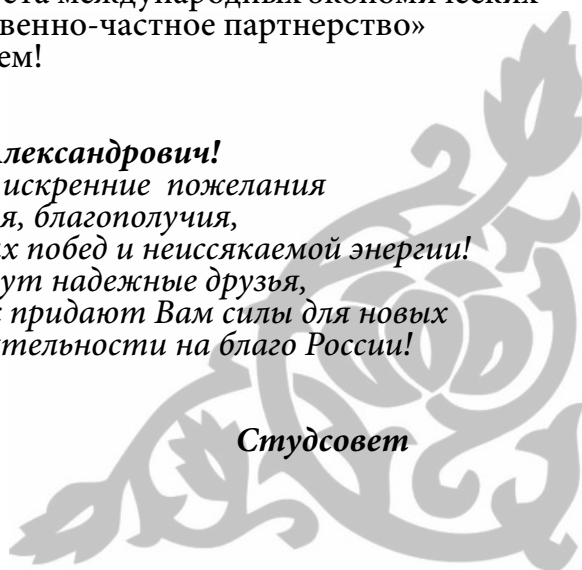 ета международных экономических
венно-частное партнерство»
ем!
лександрович!
искренние пожелания
я, благополучия,
х побед и неиссякаемой энергии!
ут надежные друзья,
придают Вам силы для новых
тельности на благо России!
Студсовет